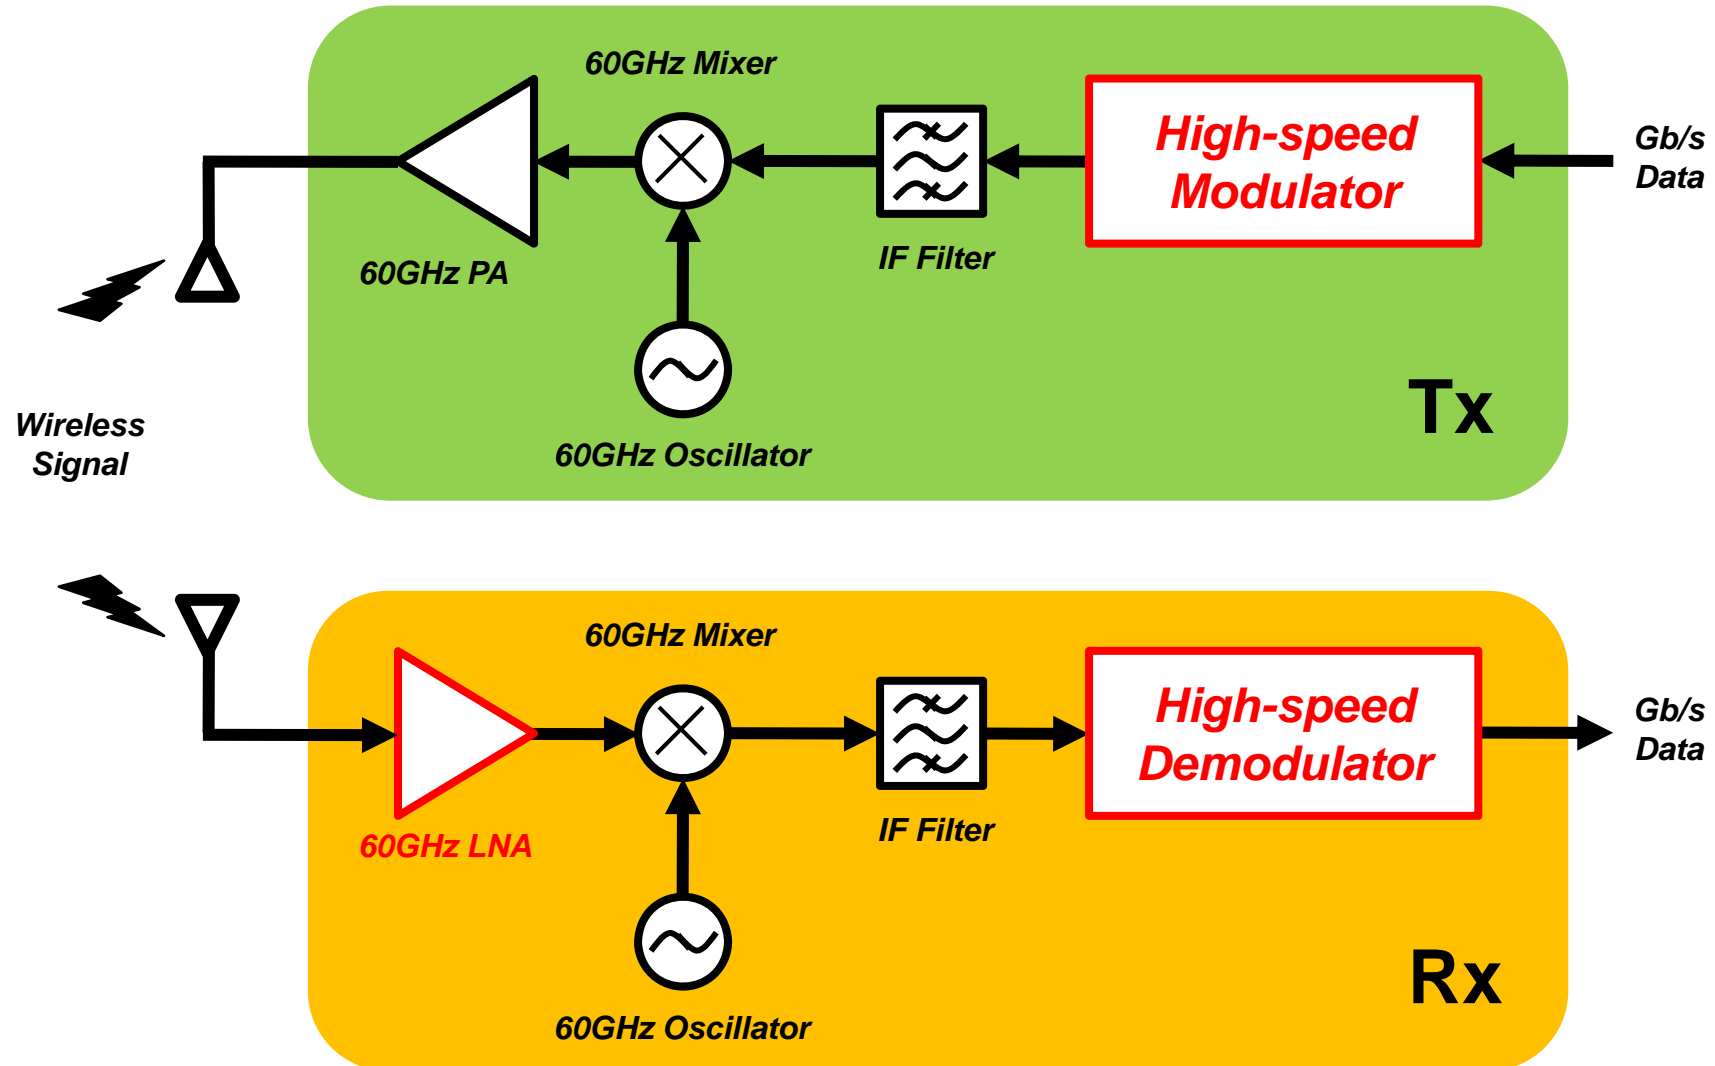 60GHz Mixer
High-speed
Modulator
Gb/s
Data
60GHz PA
IF Filter
60GHz Oscillator
Tx
Wireless
Signal
60GHz Mixer
High-speed
Demodulator
Gb/s
Data
60GHz LNA
IF Filter
60GHz Oscillator
Rx